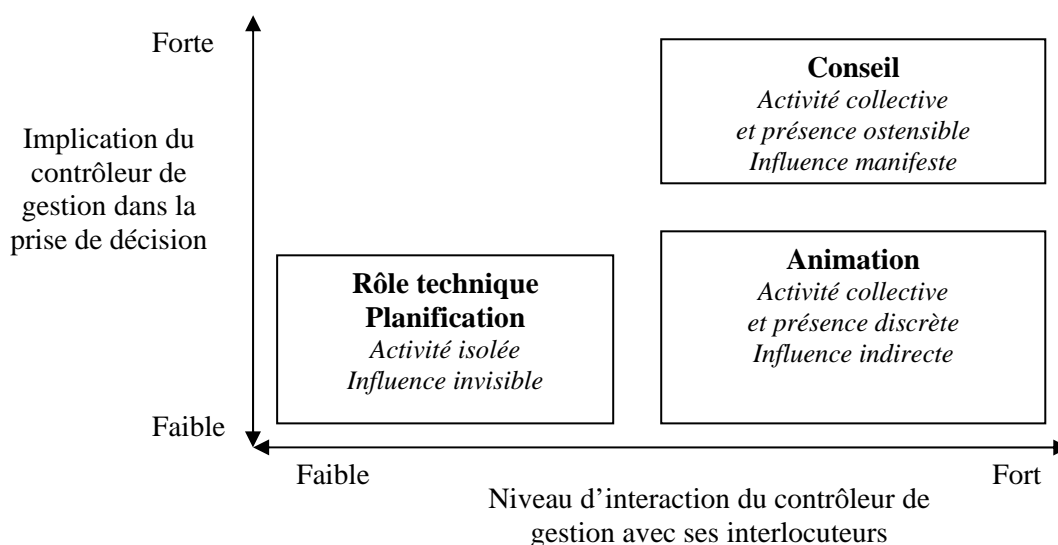 Forte
Implication du
contrôleur de
gestion dans la
prise de décision
Faible
Conseil
Activité collective
et présence ostensible
Influence manifeste
Rôle technique
Planification
Activité isolée
Influence invisible
Animation
Activité collective
et présence discrète
Influence indirecte
Faible
Fort
Niveau d’interaction du contrôleur de
gestion avec ses interlocuteurs